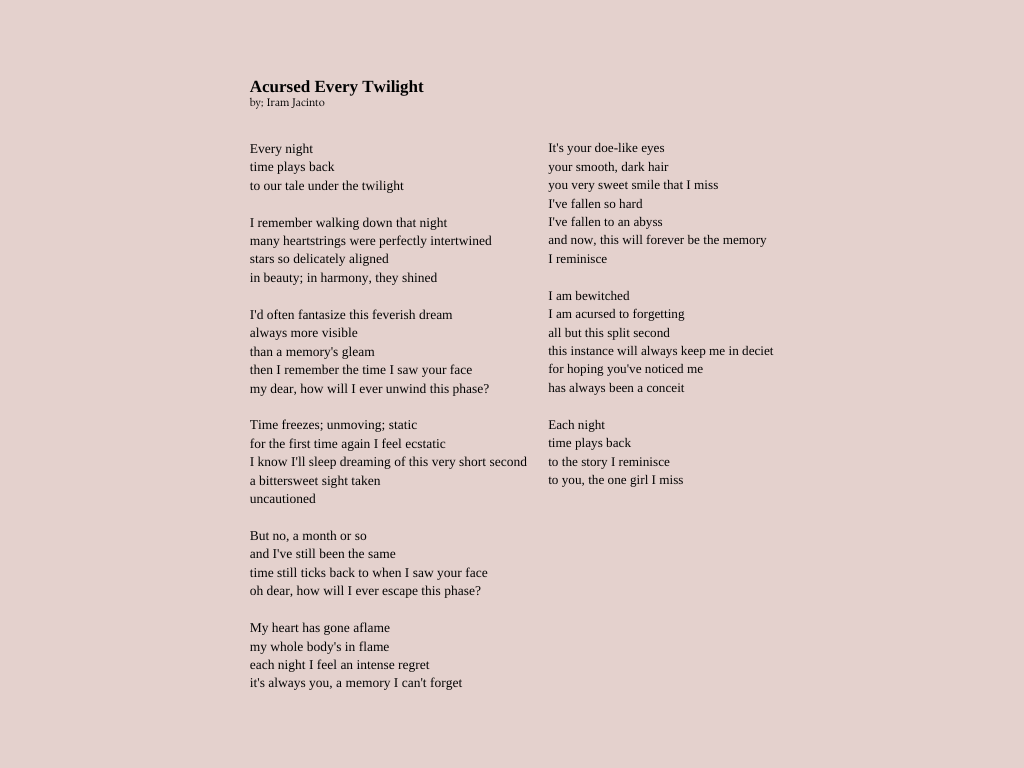 Acursed Every Twilight
by; Iram Jacinto
Every night
time plays back
to our tale under the twilight
I remember walking down that night
many heartstrings were perfectly intertwined
stars so delicately aligned
in beauty; in harmony, they shined
I'd often fantasize this feverish dream
always more visible
than a memory's gleam
then I remember the time I saw your face
my dear, how will I ever unwind this phase?
Time freezes; unmoving; static
for the first time again I feel ecstatic
I know I'll sleep dreaming of this very short second
a bittersweet sight taken
uncautioned
But no, a month or so
and I've still been the same
time still ticks back to when I saw your face
oh dear, how will I ever escape this phase?
My heart has gone aflame
my whole body's in flame
each night I feel an intense regret
it's always you, a memory I can't forget
It's your doe-like eyes
your smooth, dark hair
you very sweet smile that I miss
I've fallen so hard
I've fallen to an abyss
and now, this will forever be the memory
I reminisce
I am bewitched
I am acursed to forgetting
all but this split second
this instance will always keep me in deciet
for hoping you've noticed me
has always been a conceit
Each night
time plays back
to the story I reminisce
to you, the one girl I miss